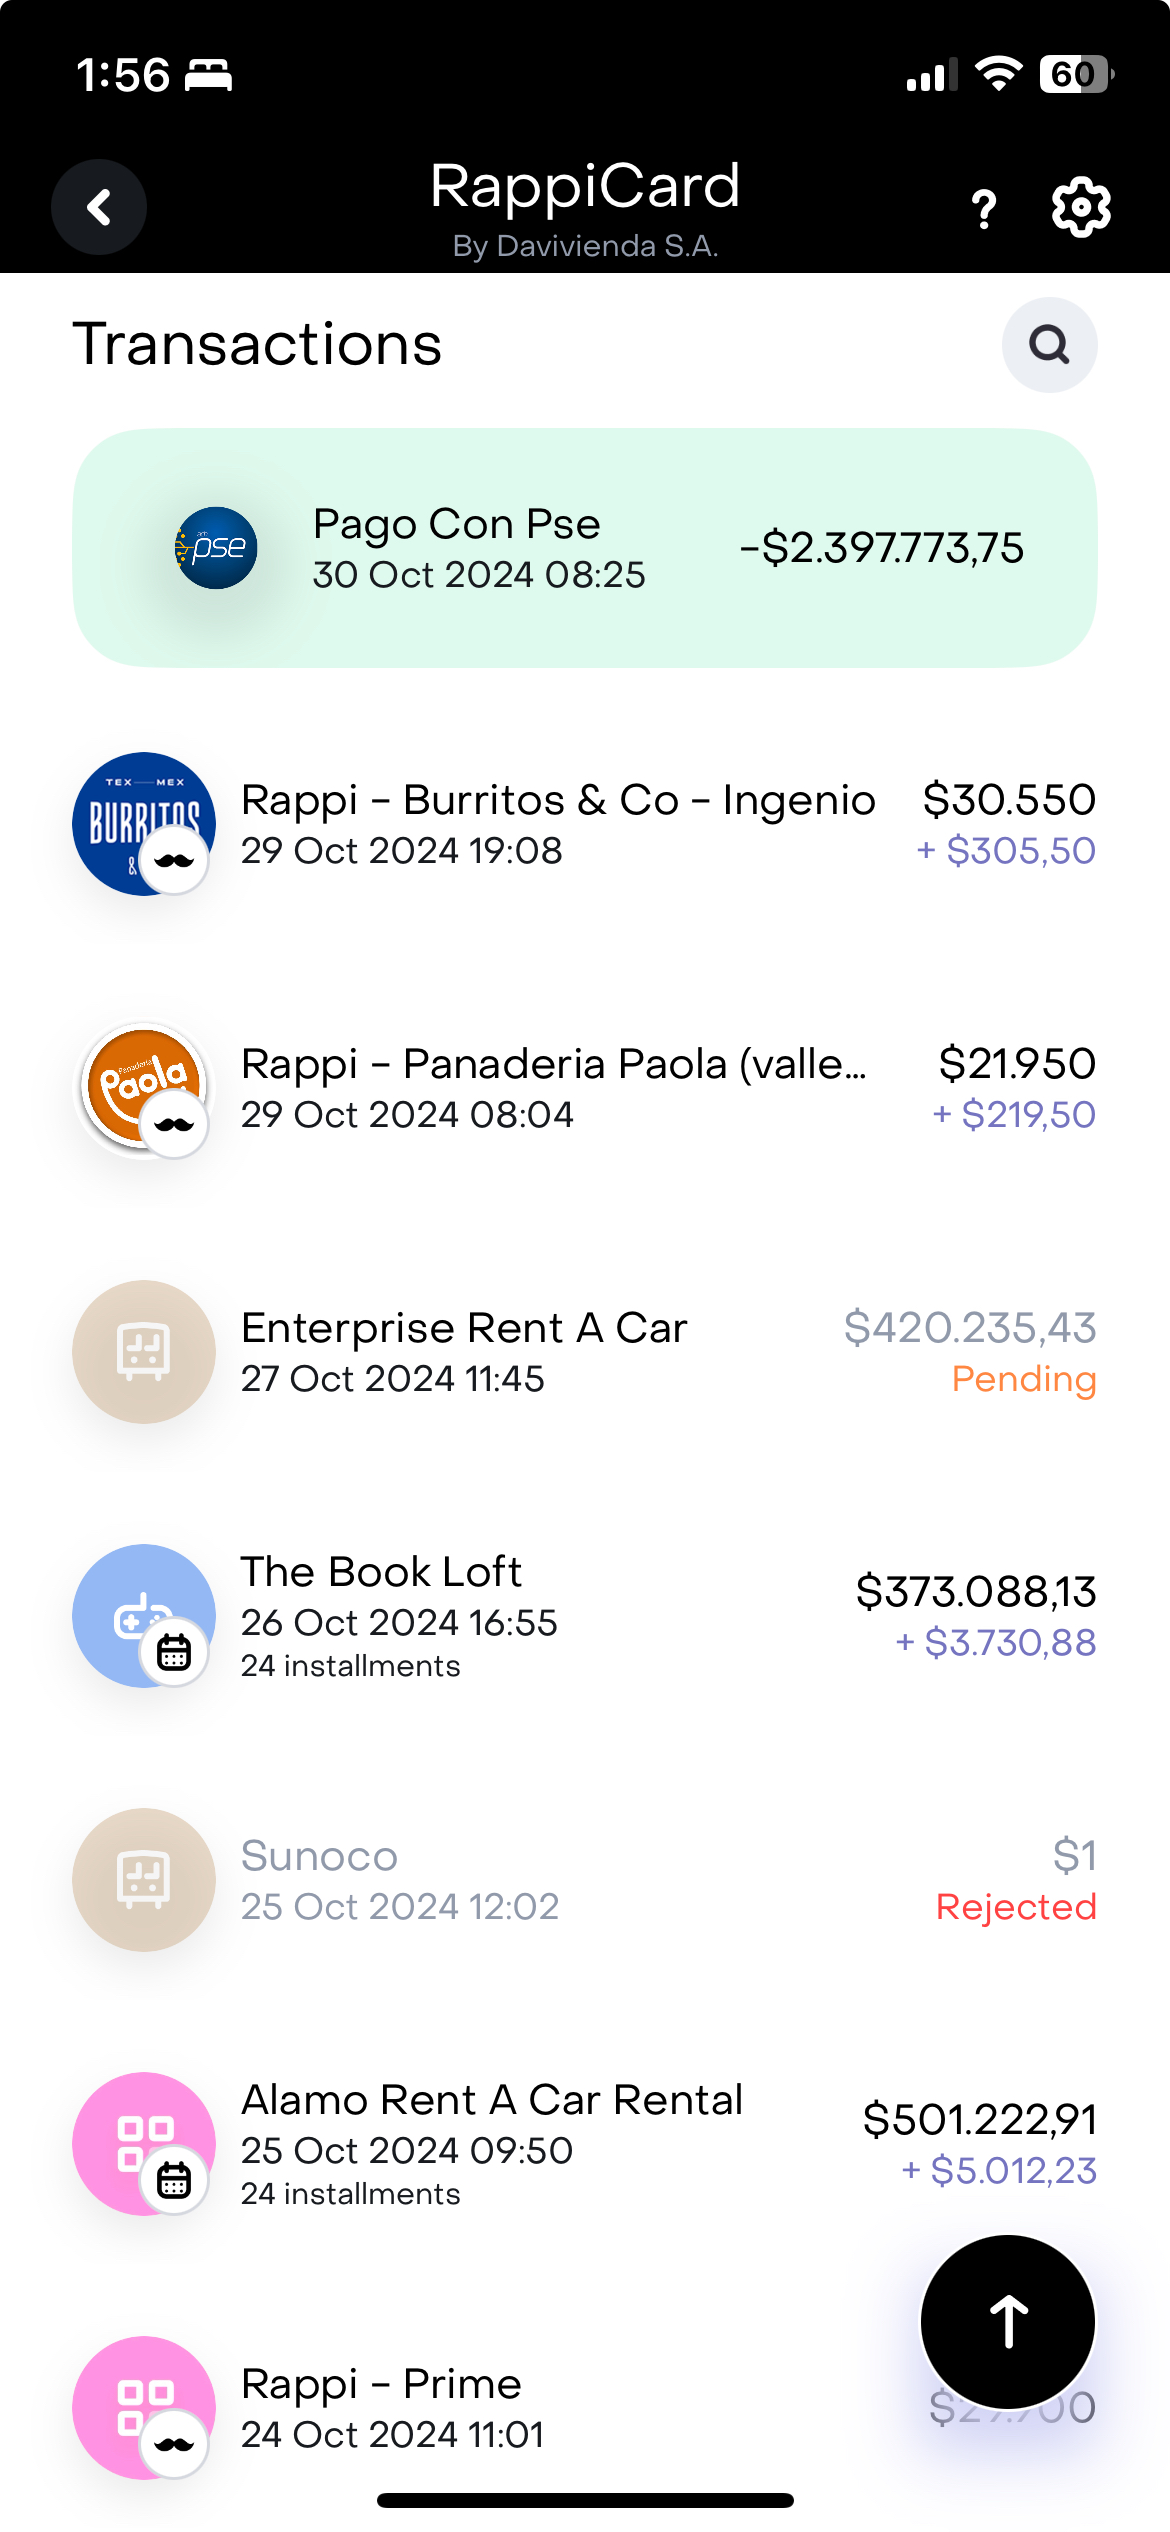 1:56
60
RappiCard
By Davivienda S.A.
Transactions
ach
pse
Pago Con Pse
30 Oct 2024 08:25
-$2.397.773,75
TEX — MEX
BURRITOS
&
Rappi - Burritos & Co - Ingenio
29 Oct 2024 19:08
$30.550
+ $305,50
Panadería
Paola
Rappi - Panaderia Paola (valle...
29 Oct 2024 08:04
$21.950
+ $219,50
Enterprise Rent A Car
27 Oct 2024 11:45
$420.235,43
Pending
The Book Loft
26 Oct 2024 16:55
24 installments
$373.088,13
+ $3.730,88
Sunoco
25 Oct 2024 12:02
$1
Rejected
Alamo Rent A Car Rental
25 Oct 2024 09:50
24 installments
$501.222,91
+ $5.012,23
Rappi - Prime
24 Oct 2024 11:01